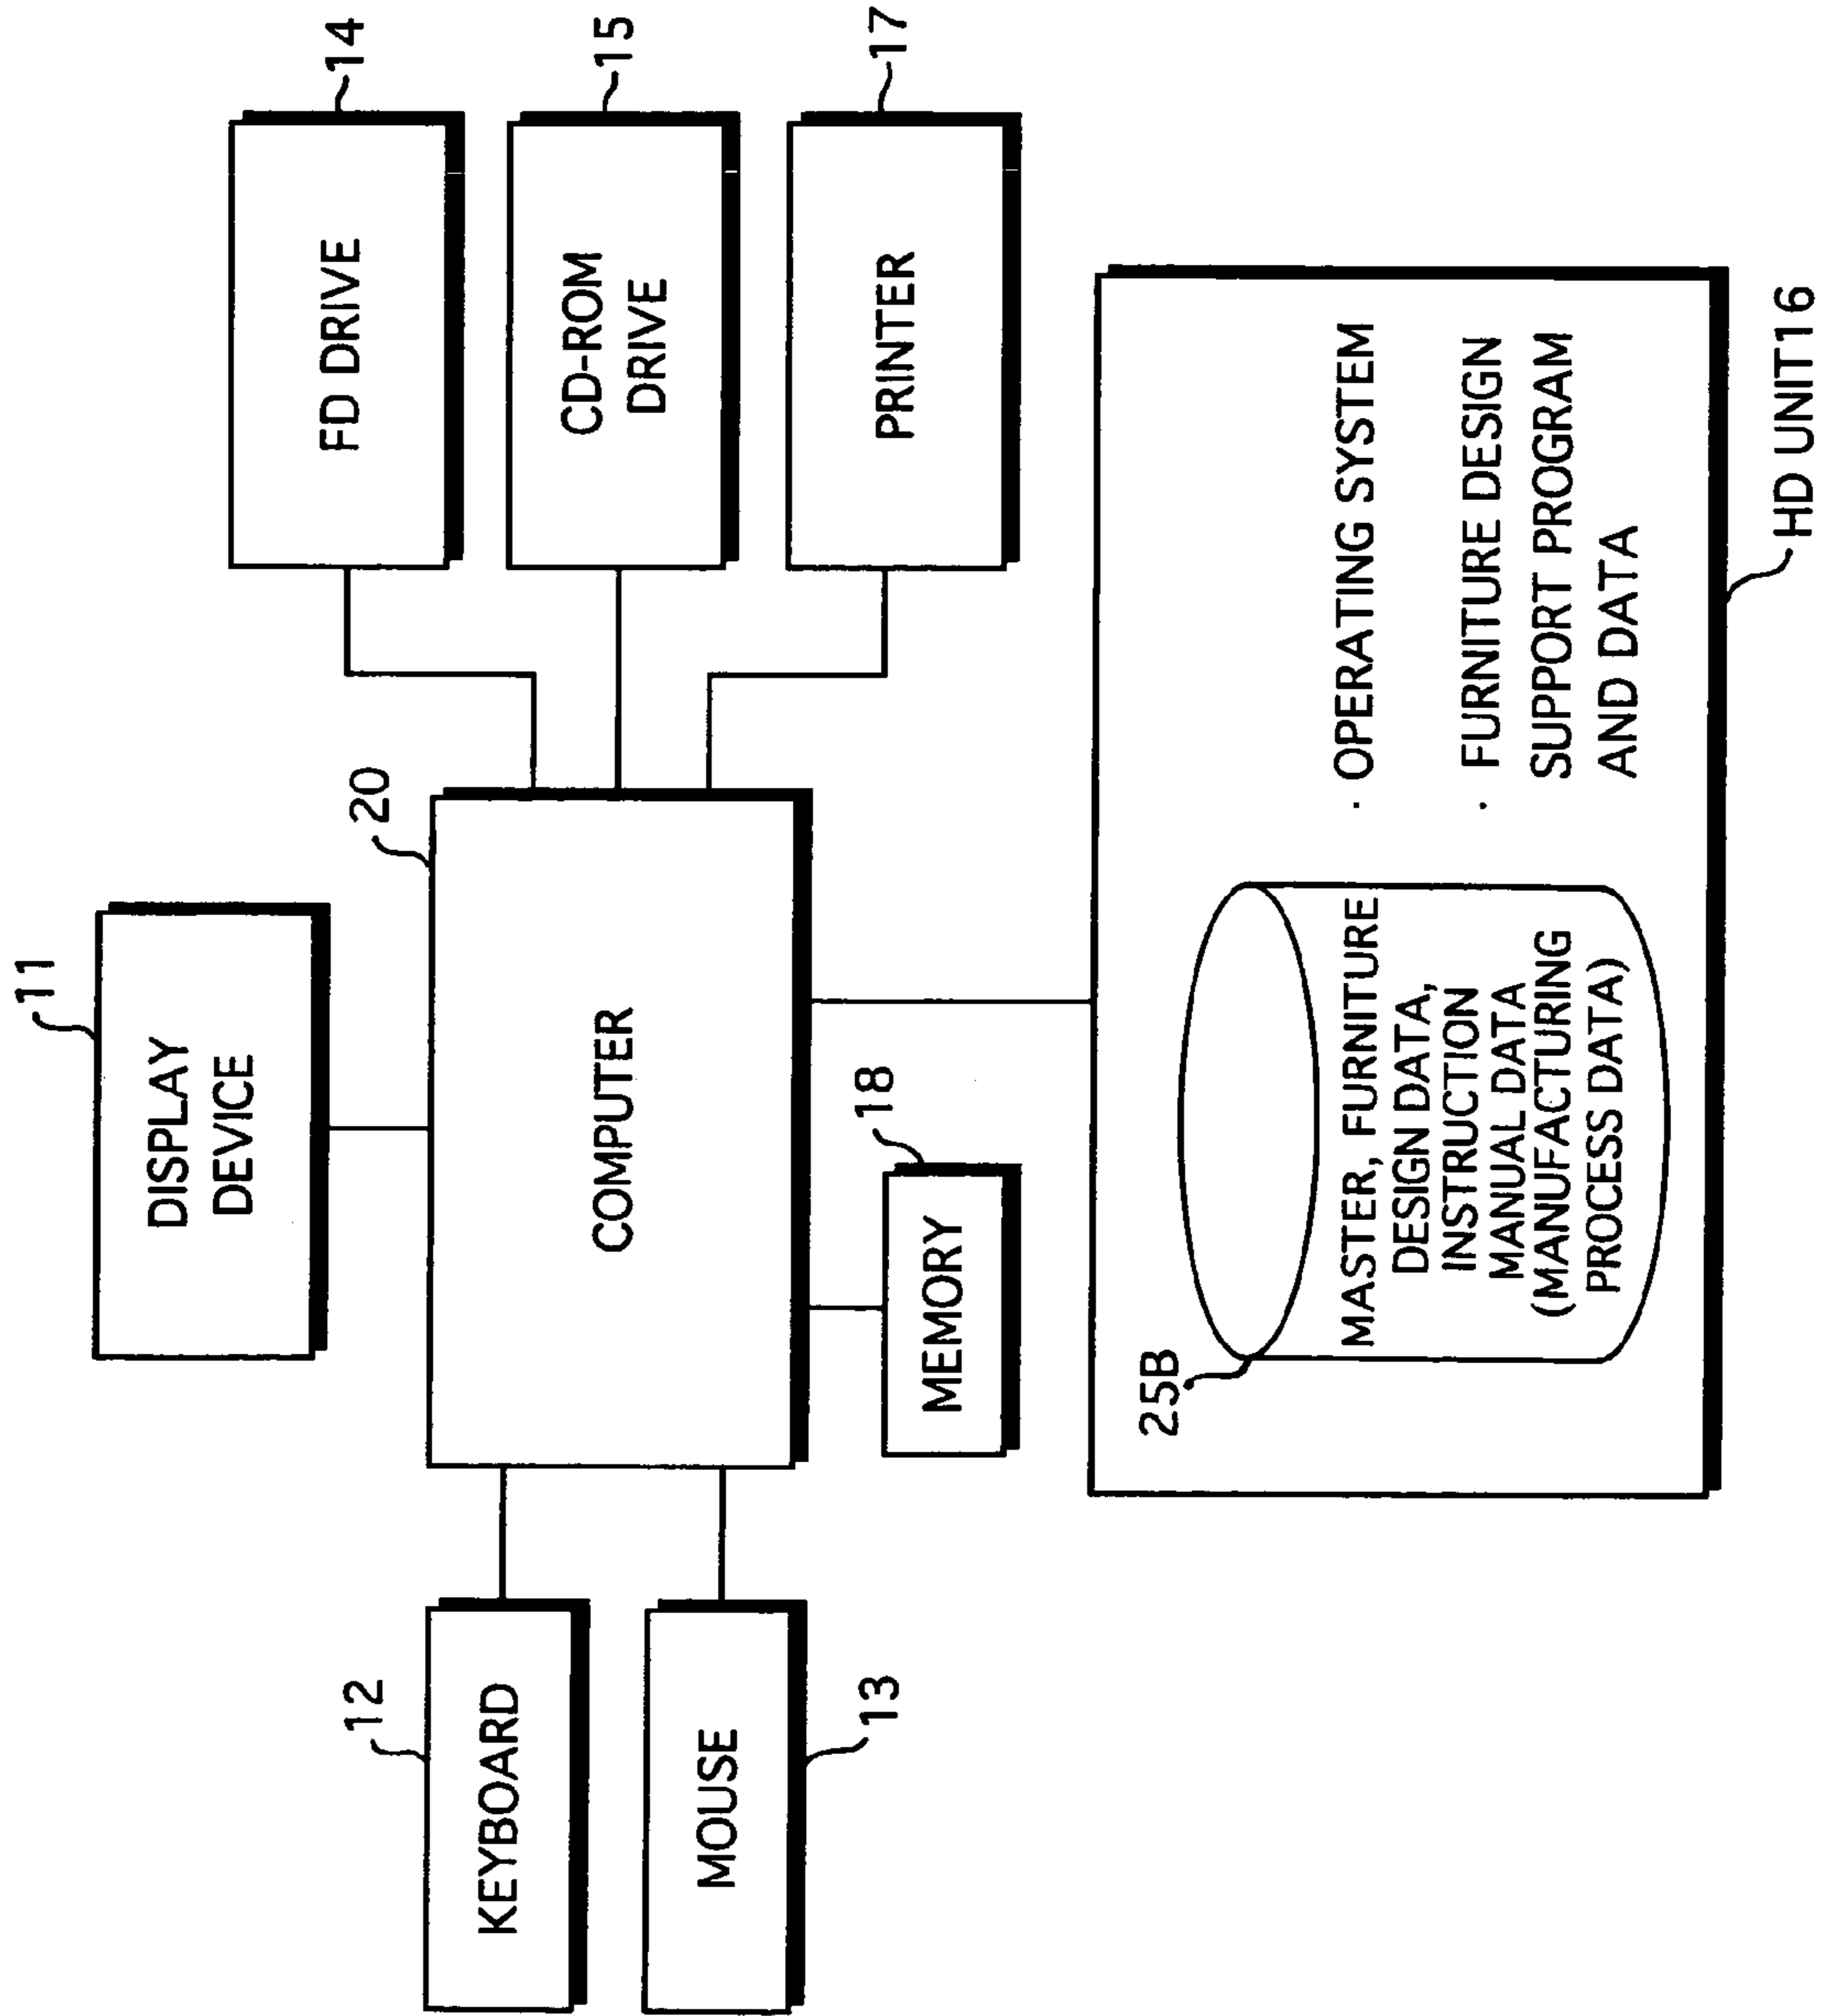 11
DISPLAY
DEVICE
20
COMPUTER
12
KEYBOARD
MOUSE
13
14
FD DRIVE
15
CD-ROM
DRIVE
17
PRINTER
18
MEMORY
25B
MASTER, FURNITURE
DESIGN DATA,
INSTRUCTION
MANUAL DATA
(MANUFACTURING
PROCESS DATA)
· OPERATING SYSTEM
· FURNITURE DESIGN
SUPPORT PROGRAM
AND DATA
HD UNIT16